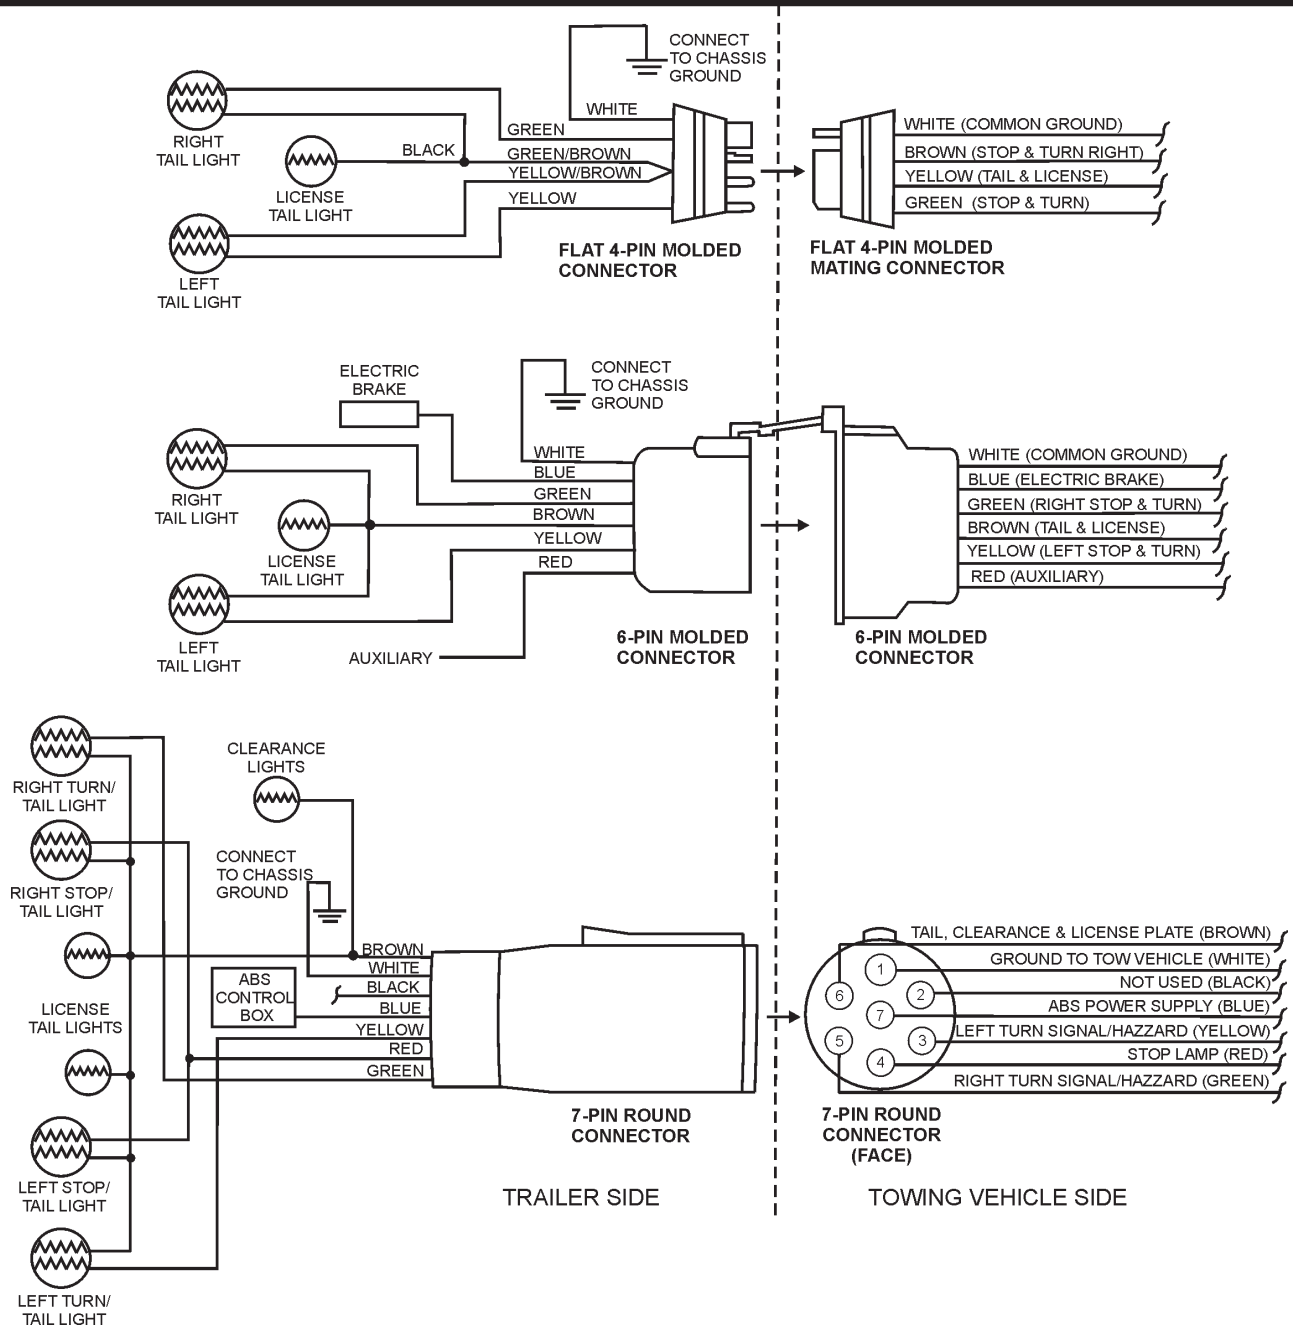 CONNECT
TO CHASSIS
GROUND
WHITE
GREEN
BLACK
GREEN/BROWN
YELLOW/BROWN
YELLOW
RIGHT
TAIL LIGHT
LICENSE
TAIL LIGHT
LEFT
TAIL LIGHT
FLAT 4-PIN MOLDED
CONNECTOR
WHITE (COMMON GROUND)
BROWN (STOP & TURN RIGHT)
YELLOW (TAIL & LICENSE)
GREEN (STOP & TURN)
FLAT 4-PIN MOLDED
MATING CONNECTOR
ELECTRIC
BRAKE
CONNECT
TO CHASSIS
GROUND
WHITE
BLUE
GREEN
BROWN
YELLOW
RED
RIGHT
TAIL LIGHT
LICENSE
TAIL LIGHT
LEFT
TAIL LIGHT
AUXILIARY
6-PIN MOLDED
CONNECTOR
WHITE (COMMON GROUND)
BLUE (ELECTRIC BRAKE)
GREEN (RIGHT STOP & TURN)
BROWN (TAIL & LICENSE)
YELLOW (LEFT STOP & TURN)
RED (AUXILIARY)
6-PIN MOLDED
CONNECTOR
RIGHT TURN/
TAIL LIGHT
RIGHT STOP/
TAIL LIGHT
LICENSE
TAIL LIGHTS
LEFT STOP/
TAIL LIGHT
LEFT TURN/
TAIL LIGHT
CLEARANCE
LIGHTS
CONNECT
TO CHASSIS
GROUND
ABS
CONTROL
BOX
BROWN
WHITE
BLACK
BLUE
YELLOW
RED
GREEN
7-PIN ROUND
CONNECTOR
TRAILER SIDE
1
6
2
7
5
3
4
TAIL, CLEARANCE & LICENSE PLATE (BROWN)
GROUND TO TOW VEHICLE (WHITE)
NOT USED (BLACK)
ABS POWER SUPPLY (BLUE)
LEFT TURN SIGNAL/HAZZARD (YELLOW)
STOP LAMP (RED)
RIGHT TURN SIGNAL/HAZZARD (GREEN)
7-PIN ROUND
CONNECTOR
(FACE)
TOWING VEHICLE SIDE